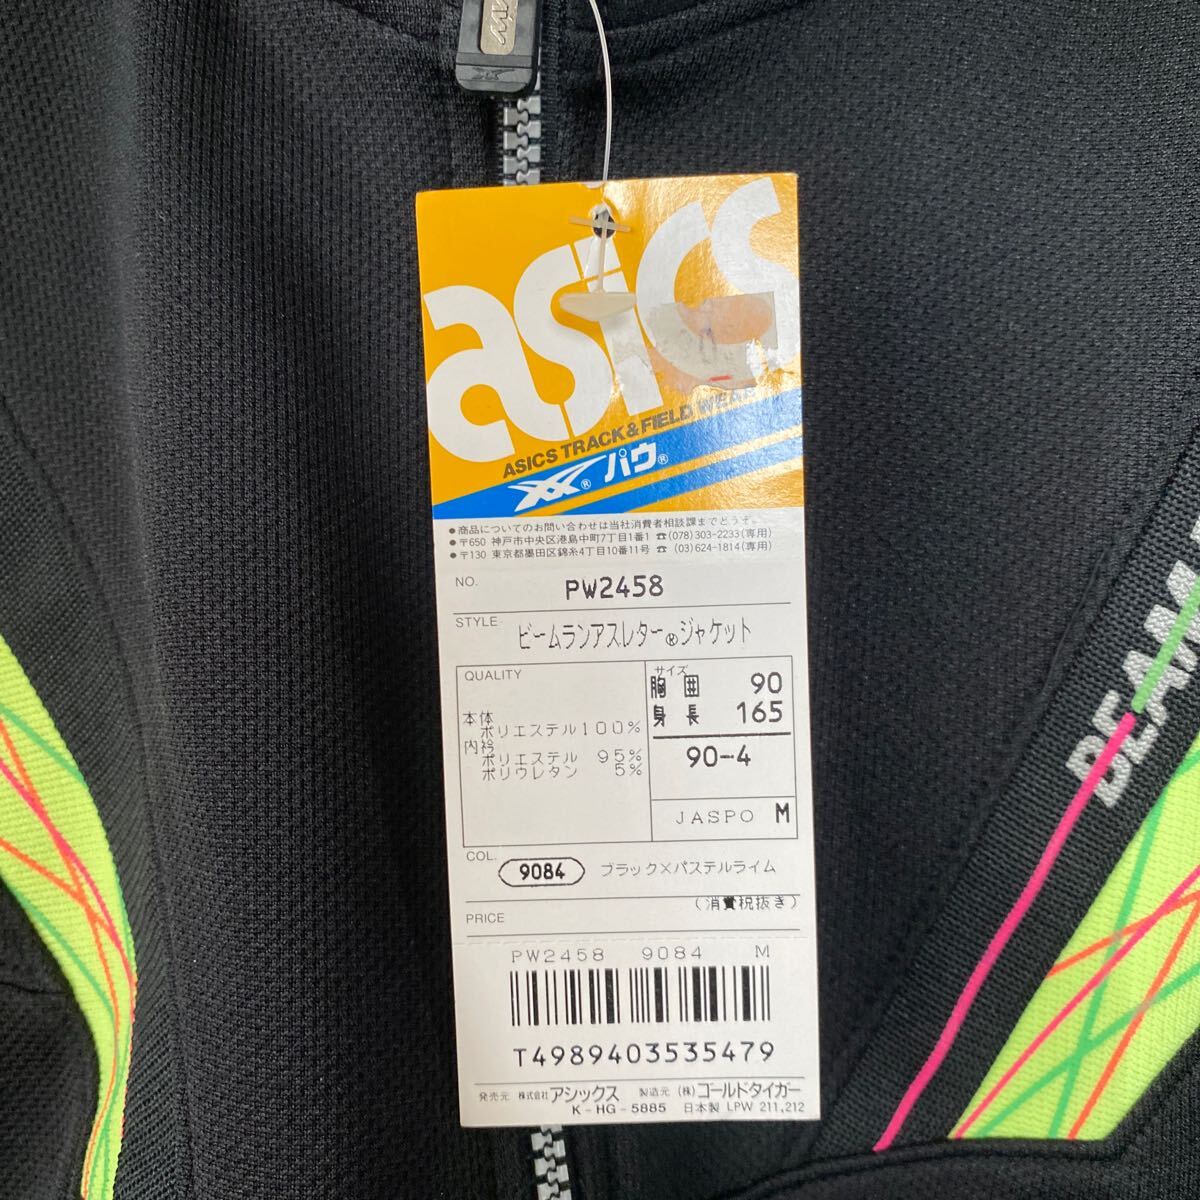 asics
ASICS TRACK & FIELD WEAR
® パウ®
●商品についてのお問い合わせは当社消費者相談課までどうぞ。
●〒650 神戸市中央区港島中町7丁目1番1 ☎(078)303-2233(専用)
●〒130 東京都墨田区錦糸4丁目10番11号 ☎(03)624-1814(専用)
NO. PW2458
STYLE ビームランアスレター®ジャケット
QUALITY
本体
ポリエステル100%
内衿
ポリエステル 95%
ポリウレタン 5%
サイズ
胸囲 90
身長 165
90-4
JASPO M
COL. 9084 ブラック×パステルライム
(消費税抜き)
PRICE
PW2458 9084 M
T4989403535479
発売元 株式会社アシックス 製造元 (株)ゴールドタイガー
K-HG-5885 日本製 LPW 211,212
BEAM